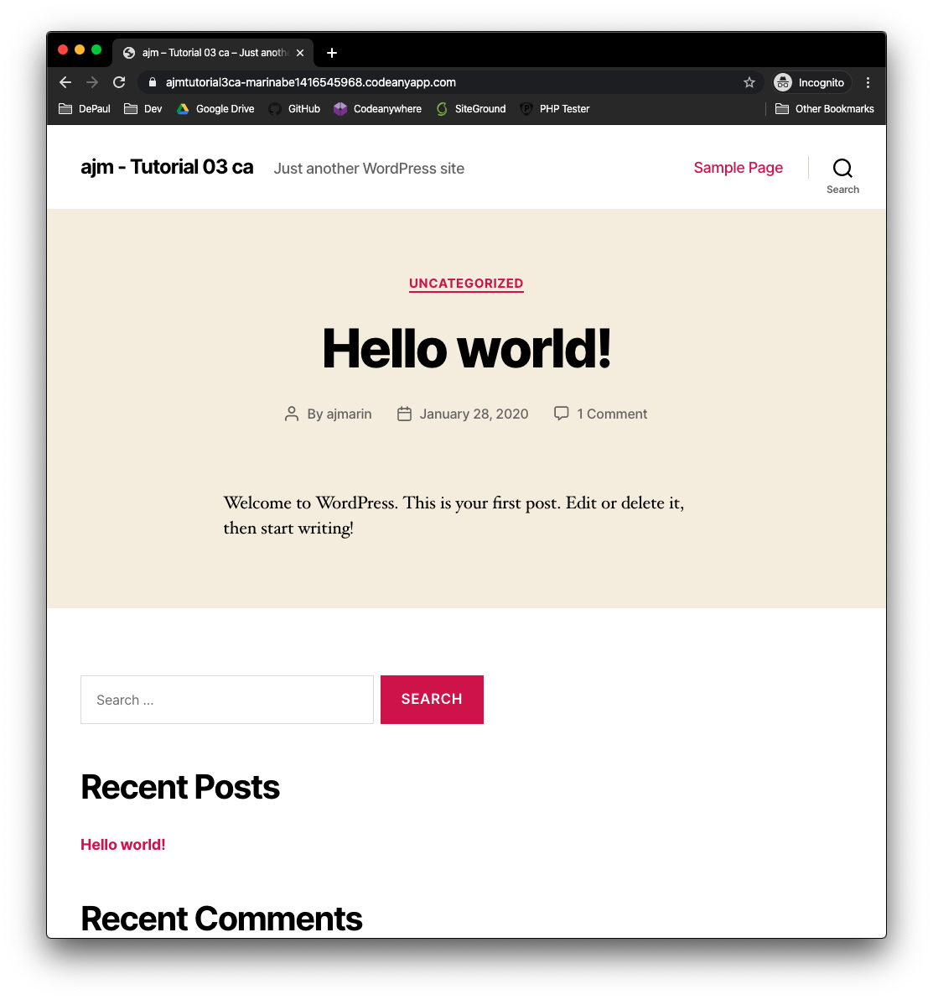 ajm – Tutorial 03 ca – Just anoth
ajmtutorial3ca-marinabe1416545968.codeanyapp.com
Incognito
DePaul Dev Google Drive GitHub Codeanywhere SiteGround PHP Tester Other Bookmarks
ajm - Tutorial 03 ca Just another WordPress site Sample Page
Search
UNCATEGORIZED
Hello world!
By ajmarin January 28, 2020 1 Comment
Welcome to WordPress. This is your first post. Edit or delete it,
then start writing!
Search ... SEARCH
Recent Posts
Hello world!
Recent Comments